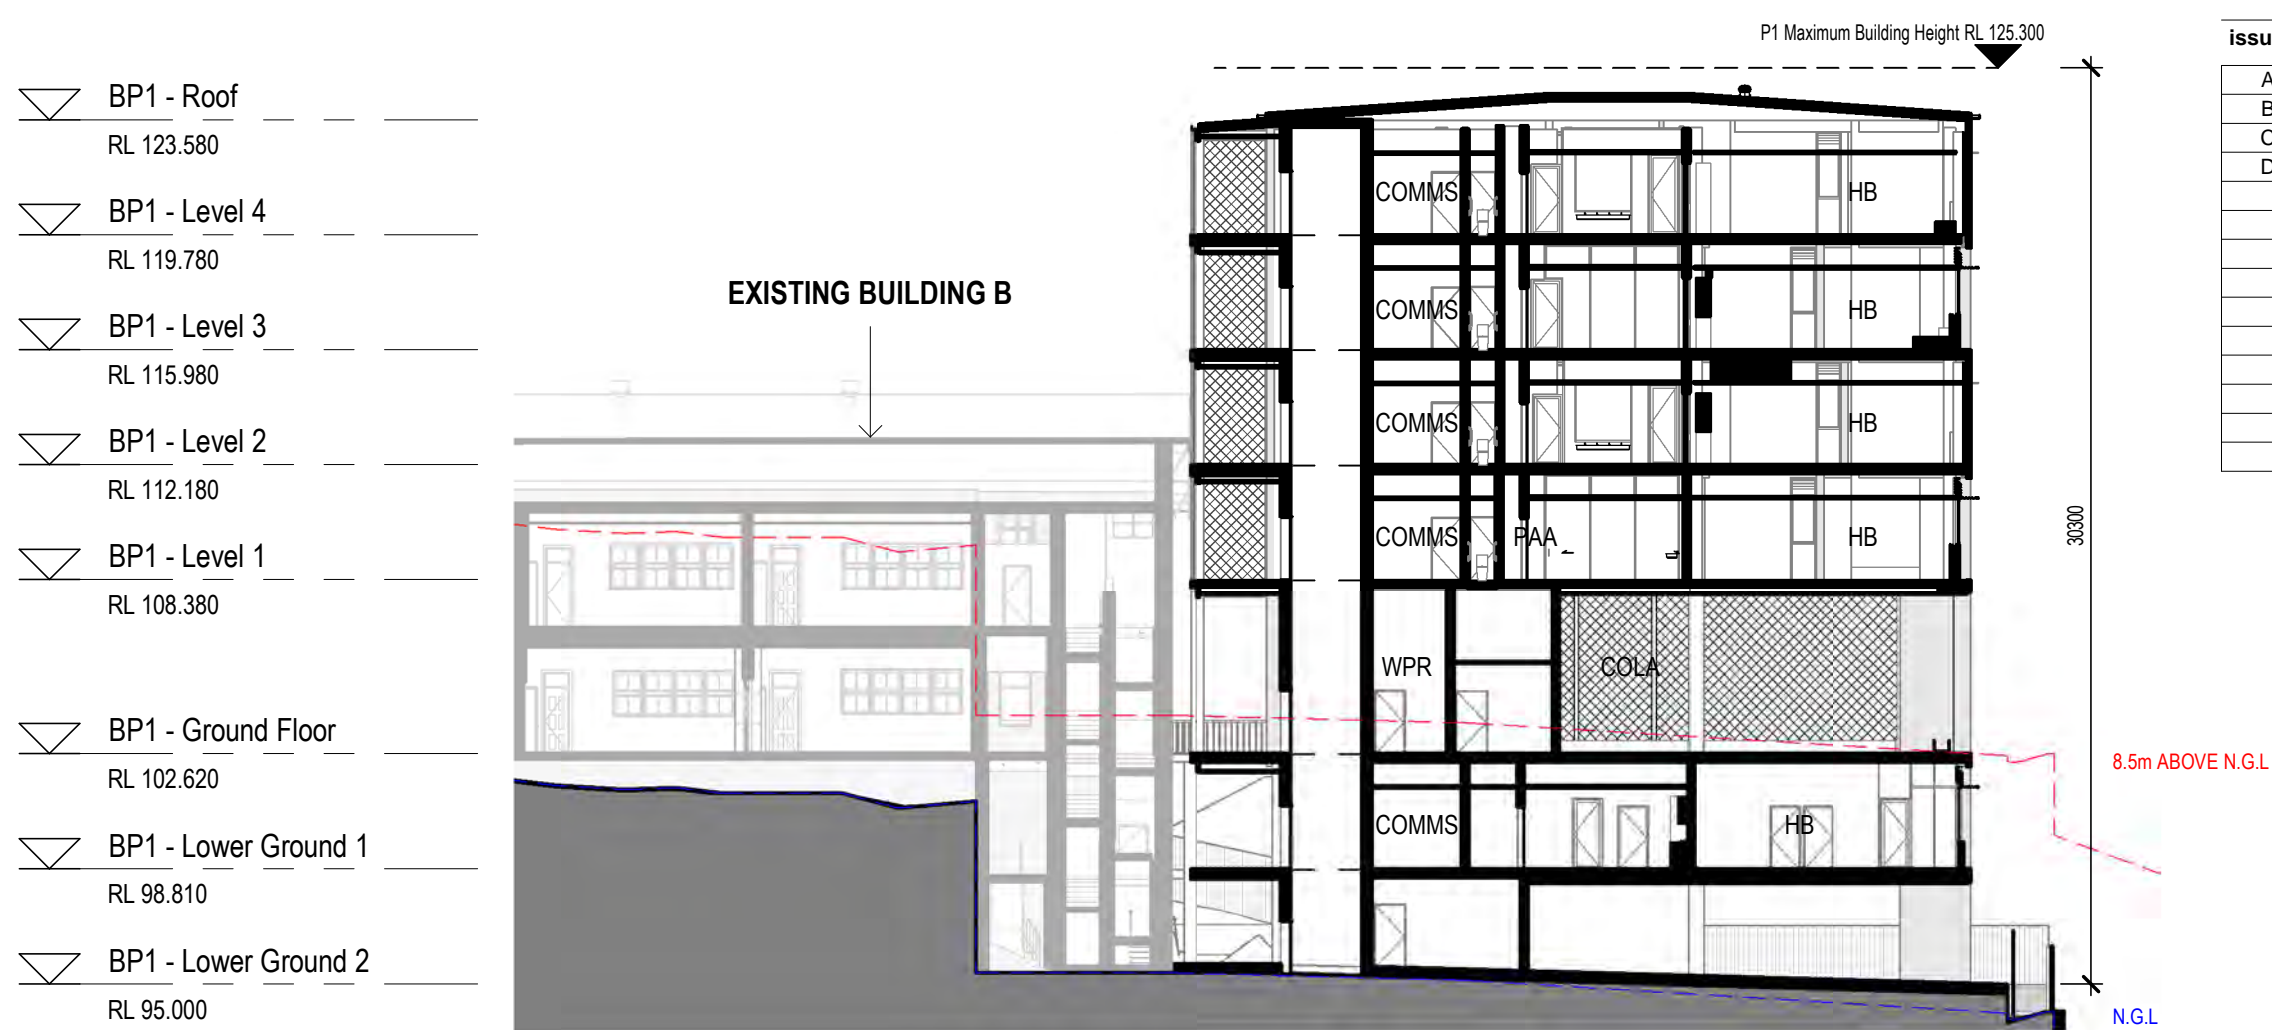 P1 Maximum Building Height RL 125.300
BP1 - Roof
RL 123.580
BP1 - Level 4
RL 119.780
BP1 - Level 3
RL 115.980
BP1 - Level 2
RL 112.180
BP1 - Level 1
RL 108.380
BP1 - Ground Floor
RL 102.620
BP1 - Lower Ground 1
RL 98.810
BP1 - Lower Ground 2
RL 95.000
EXISTING BUILDING B
COMMS HB
COMMS HB
COMMS HB
COMMS PAA HB
WPR COLA
COMMS HB
30300
8.5m ABOVE N.G.L
N.G.L
issu
A
B
C
D